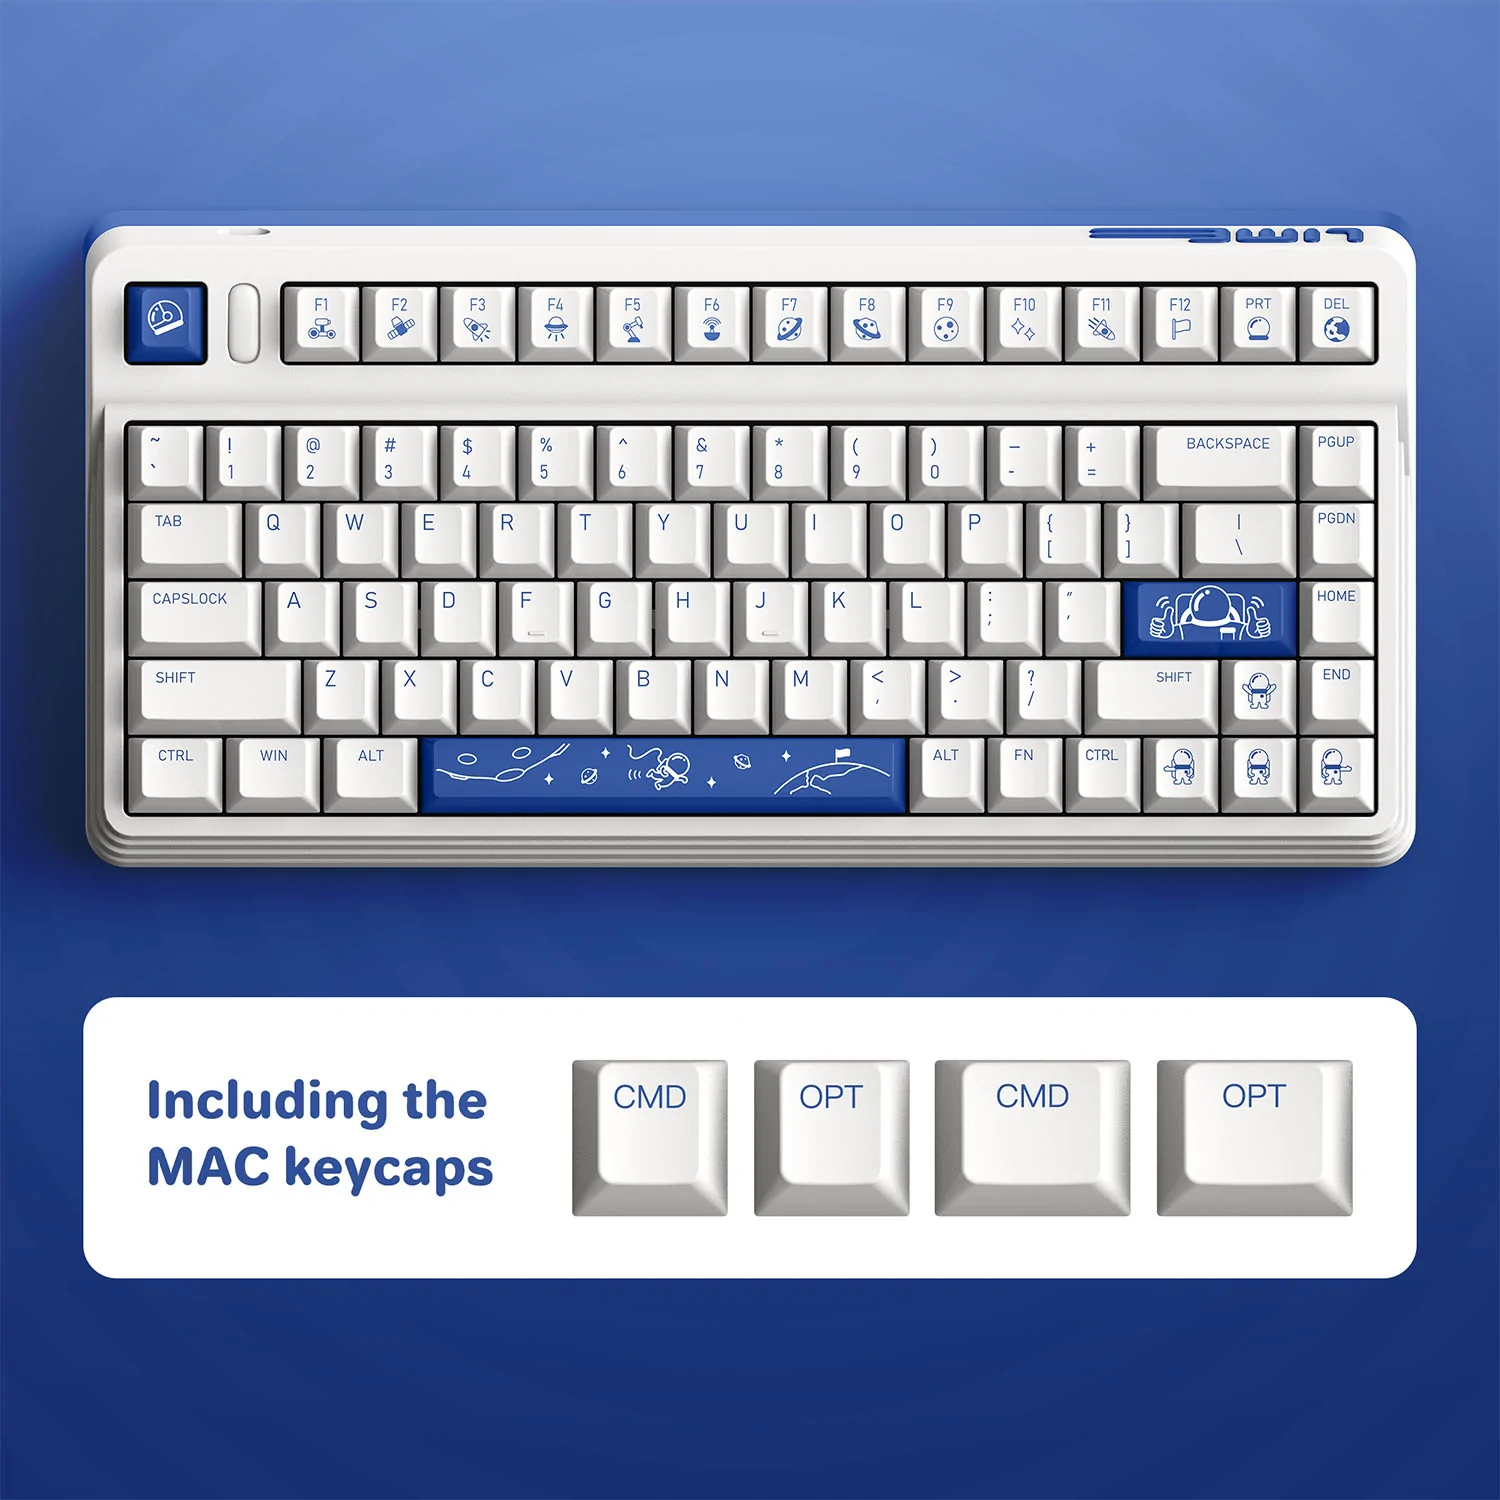 F1 F2 F3 F4 F5 F6 F7 F8 F9 F10 F11 F12 PRT DEL
~ ! @ # $ % ^ & * ( ) — + BACKSPACE PGUP
` 1 2 3 4 5 6 7 8 9 0 - =
TAB Q W E R T Y U I O P { } | PGDN
[ ] \
CAPSLOCK A S D F G H J K L : " HOME
; '
SHIFT Z X C V B N M < > ? SHIFT END
, . /
CTRL WIN ALT ALT FN CTRL
Including the
MAC keycaps
CMD OPT CMD OPT